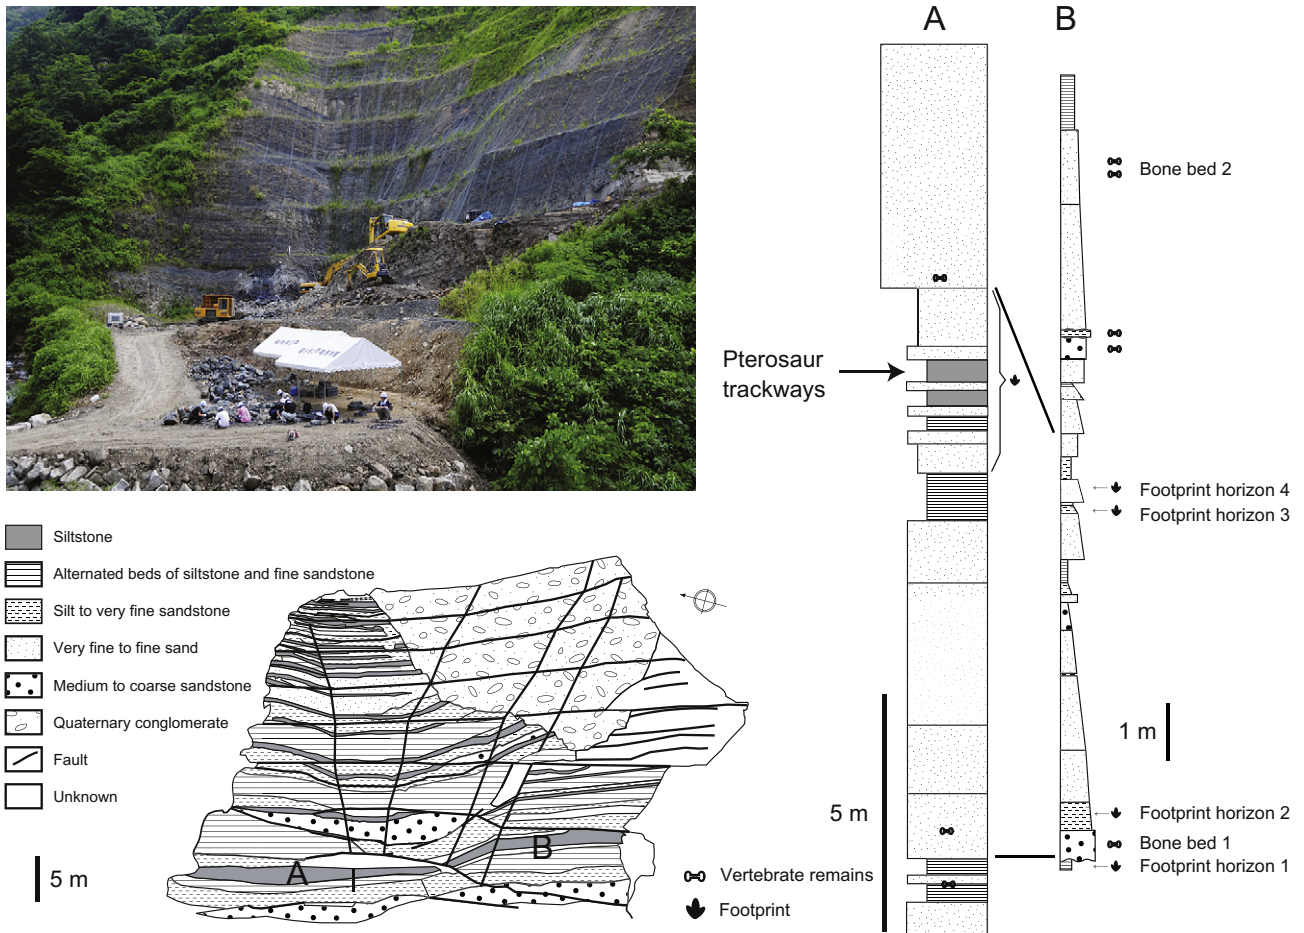 A
B
Bone bed 2
Pterosaur
trackways
Footprint horizon 4
Footprint horizon 3
1 m
5 m
Footprint horizon 2
Bone bed 1
Footprint horizon 1
Siltstone
Alternated beds of siltstone and fine sandstone
Silt to very fine sandstone
Very fine to fine sand
Medium to coarse sandstone
Quaternary conglomerate
Fault
Unknown
5 m
A
B
Vertebrate remains
Footprint